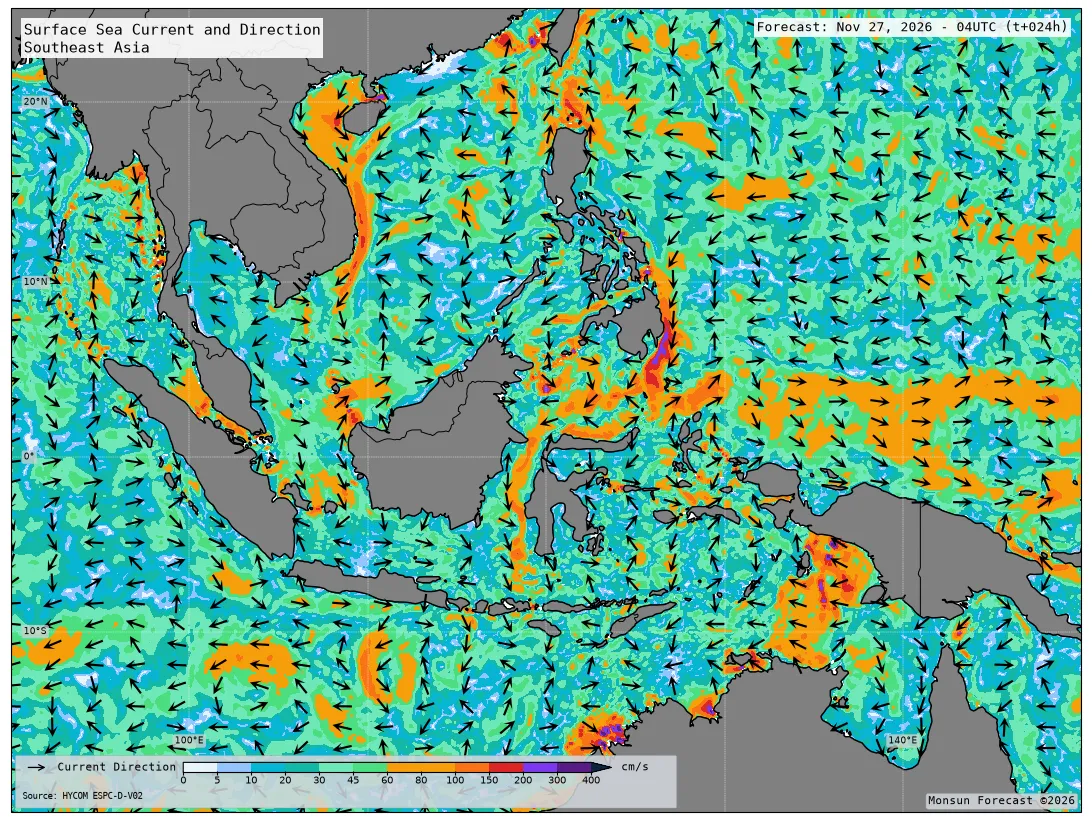 Surface Sea Current and Direction
Southeast Asia
Forecast: Nov 27, 2026 - 04UTC (t+024h)
20°N
10°N
0°
10°S
100°E
140°E
Current Direction
0 5 10 20 30 45 60 80 100 150 200 300 400
cm/s
Source: HYCOM ESPC-D-V02
Monsun Forecast ©2026